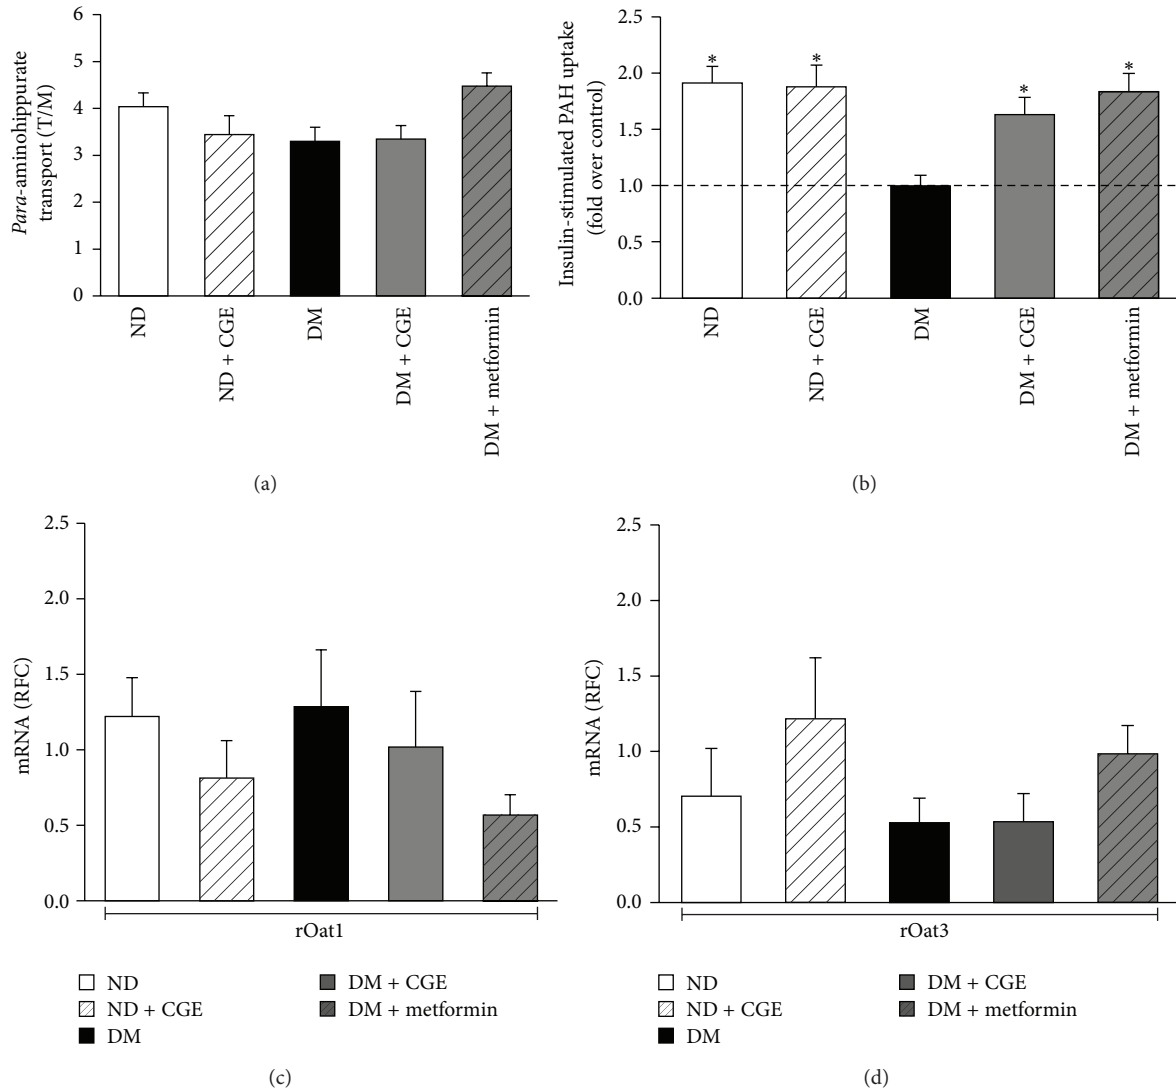 Para-aminohippurate
transport (T/M)
6
5
4
3
2
1
0
ND
ND + CGE
DM
DM + CGE
DM + metformin
(a)
Insulin-stimulated PAH uptake
(fold over control)
2.5
2.0
1.5
1.0
0.5
0.0
* * * *
ND
ND + CGE
DM
DM + CGE
DM + metformin
(b)
mRNA (RFC)
2.5
2.0
1.5
1.0
0.5
0.0
rOat1
ND
ND + CGE
DM
DM + CGE
DM + metformin
(c)
mRNA (RFC)
2.5
2.0
1.5
1.0
0.5
0.0
rOat3
ND
ND + CGE
DM
DM + CGE
DM + metformin
(d)